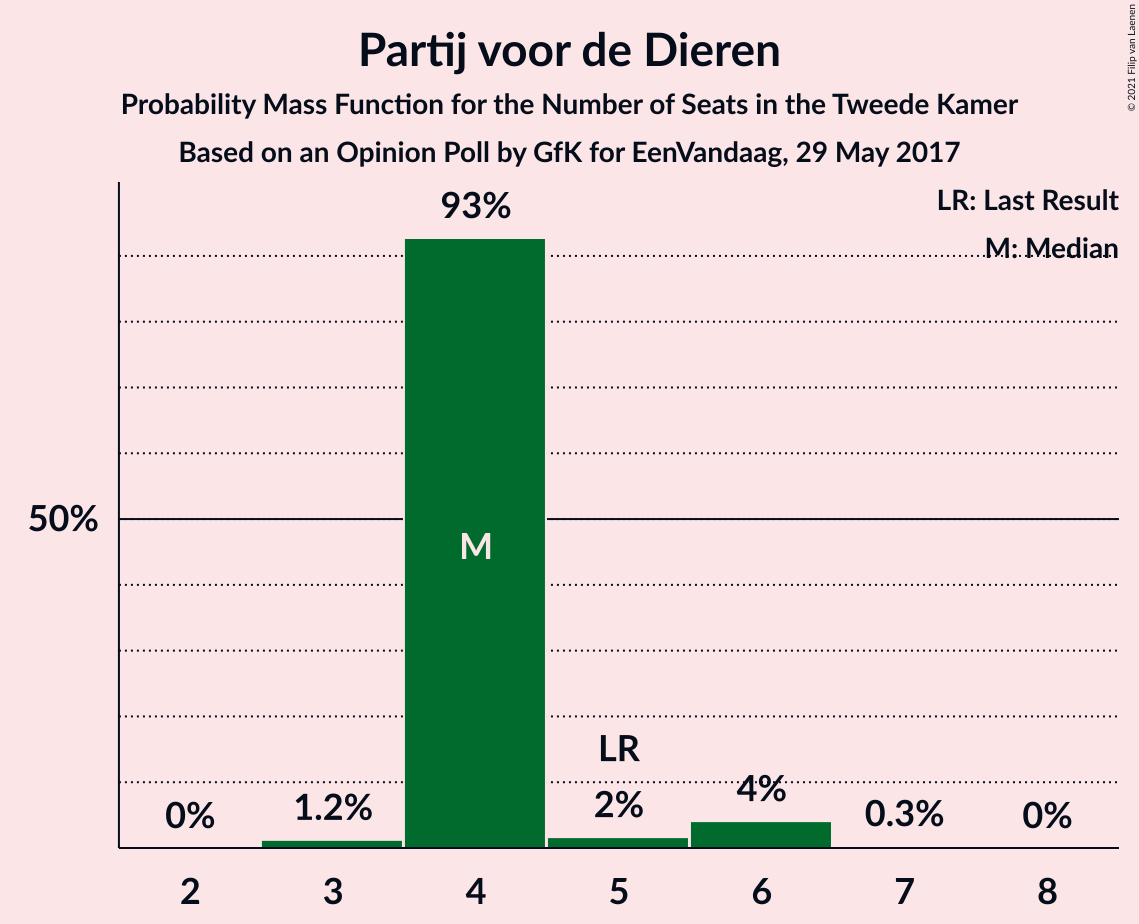 Partij voor de Dieren
Probability Mass Function for the Number of Seats in the Tweede Kamer
Based on an Opinion Poll by GfK for EenVandaag, 29 May 2017
© 2021 Filip van Laenen
LR: Last Result
M: Median
93%
50%
M
LR
0%
1.2%
2%
4%
0.3%
0%
2 3 4 5 6 7 8